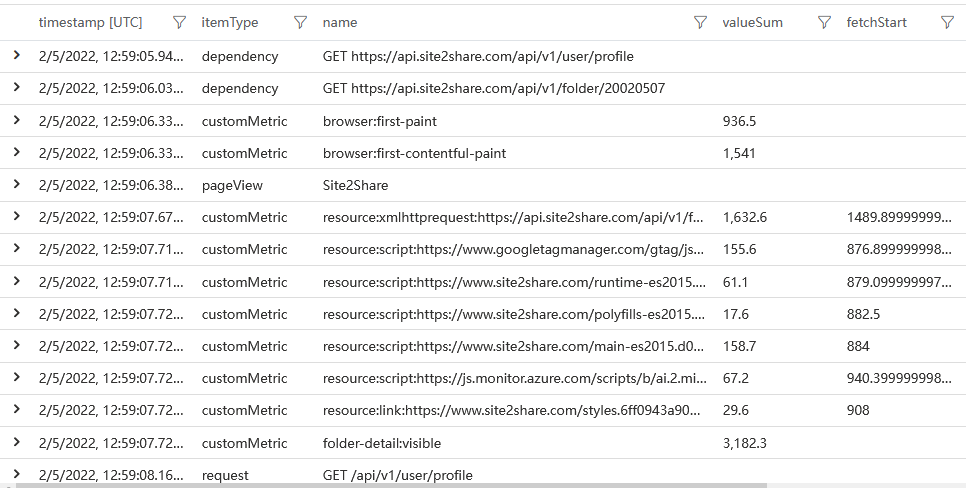 timestamp [UTC] itemType name valueSum fetchStart
2/5/2022, 12:59:05.94... dependency GET https://api.site2share.com/api/v1/user/profile
2/5/2022, 12:59:06.03... dependency GET https://api.site2share.com/api/v1/folder/20020507
2/5/2022, 12:59:06.33... customMetric browser:first-paint 936.5
2/5/2022, 12:59:06.33... customMetric browser:first-contentful-paint 1,541
2/5/2022, 12:59:06.38... pageView Site2Share
2/5/2022, 12:59:07.67... customMetric resource:xmlhttprequest:https://api.site2share.com/api/v1/f... 1,632.6 1489.89999999...
2/5/2022, 12:59:07.71... customMetric resource:script:https://www.googletagmanager.com/gtag/js... 155.6 876.899999998...
2/5/2022, 12:59:07.71... customMetric resource:script:https://www.site2share.com/runtime-es2015.... 61.1 879.099999997...
2/5/2022, 12:59:07.72... customMetric resource:script:https://www.site2share.com/polyfills-es2015.... 17.6 882.5
2/5/2022, 12:59:07.72... customMetric resource:script:https://www.site2share.com/main-es2015.d0... 158.7 884
2/5/2022, 12:59:07.72... customMetric resource:script:https://js.monitor.azure.com/scripts/b/ai.2.mi... 67.2 940.399999998...
2/5/2022, 12:59:07.72... customMetric resource:link:https://www.site2share.com/styles.6ff0943a90... 29.6 908
2/5/2022, 12:59:07.72... customMetric folder-detail:visible 3,182.3
2/5/2022, 12:59:08.16... request GET /api/v1/user/profile